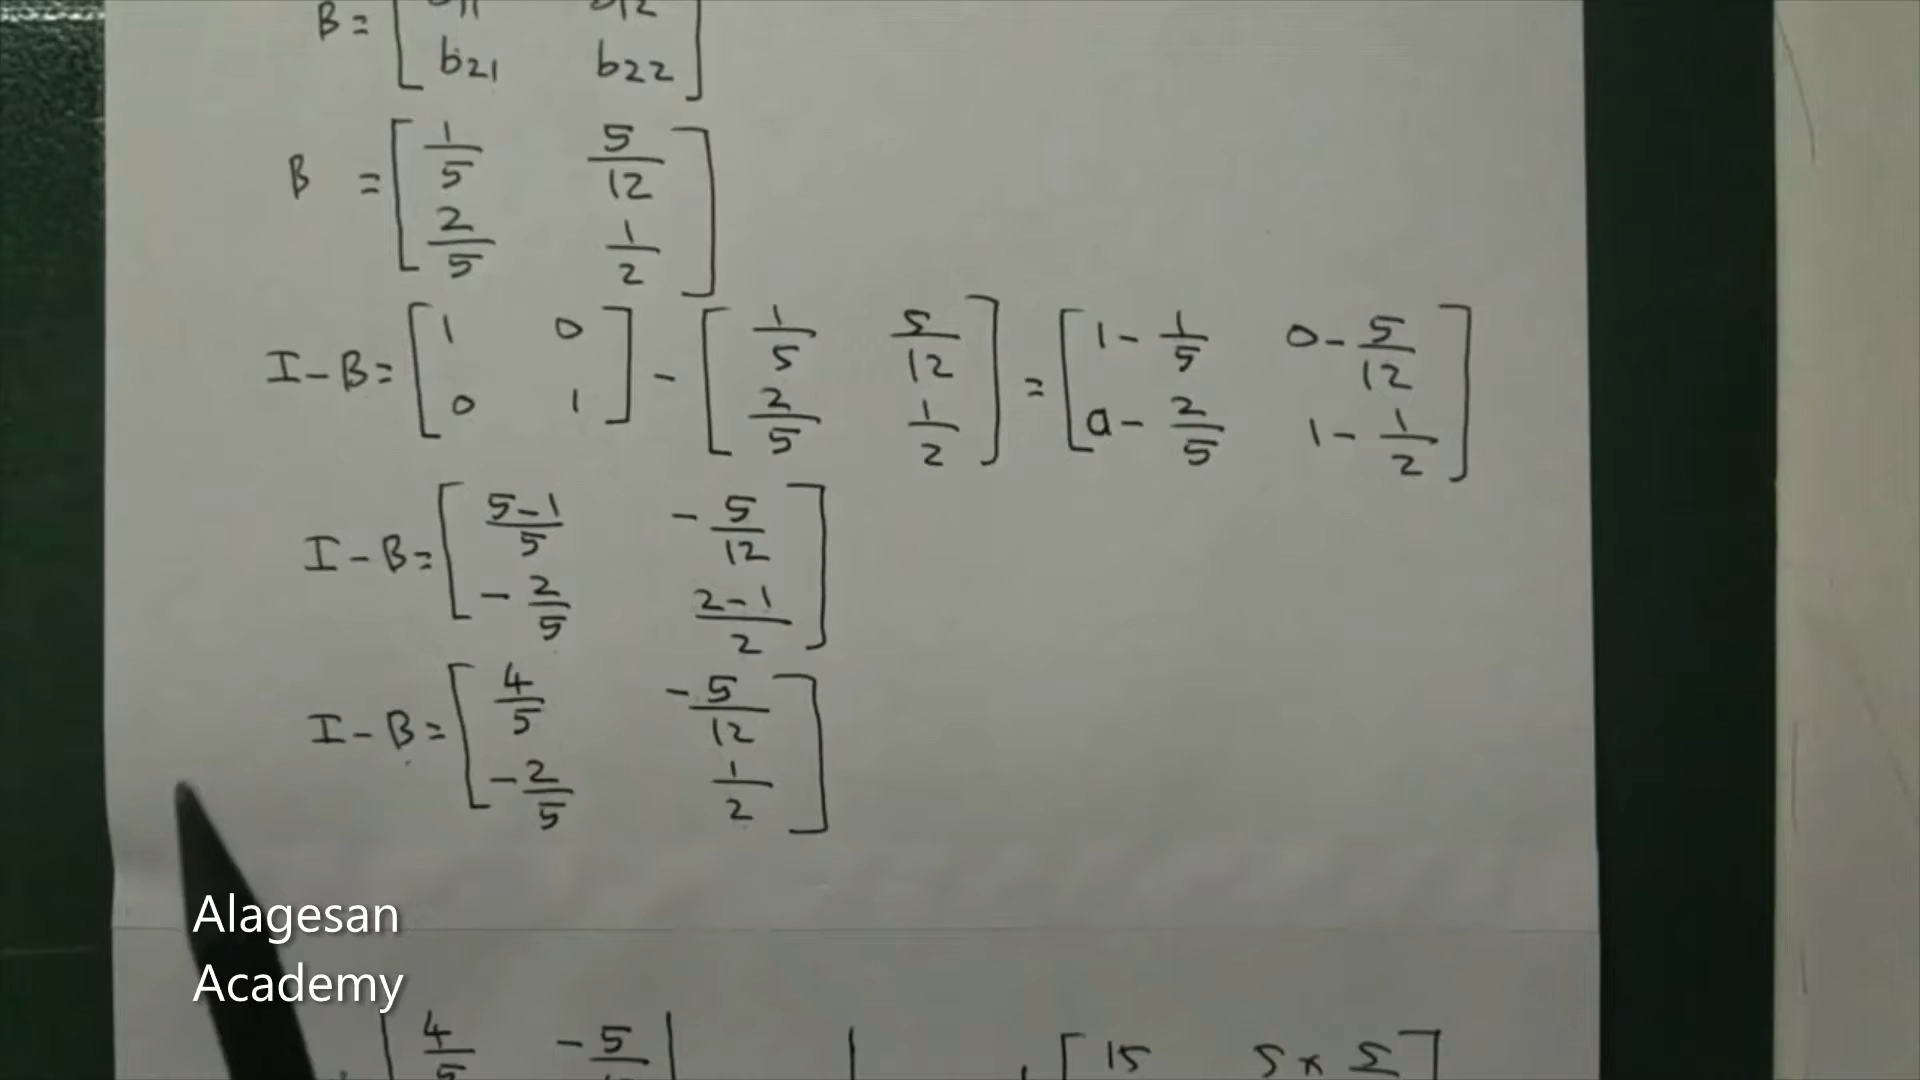 B =
b21 b22
B = [ 1/5 5/12
2/5 1/2 ]
I - B = [ 1 0
0 1 ] - [ 1/5 5/12
2/5 1/2 ] = [ 1 - 1/5 0 - 5/12
0 - 2/5 1 - 1/2 ]
I - B = [ 5-1/5 - 5/12
- 2/5 2-1/2 ]
I - B = [ 4/5 -5/12
-2/5 1/2 ]
Alagesan
Academy
4/5 -5
15 5 ×